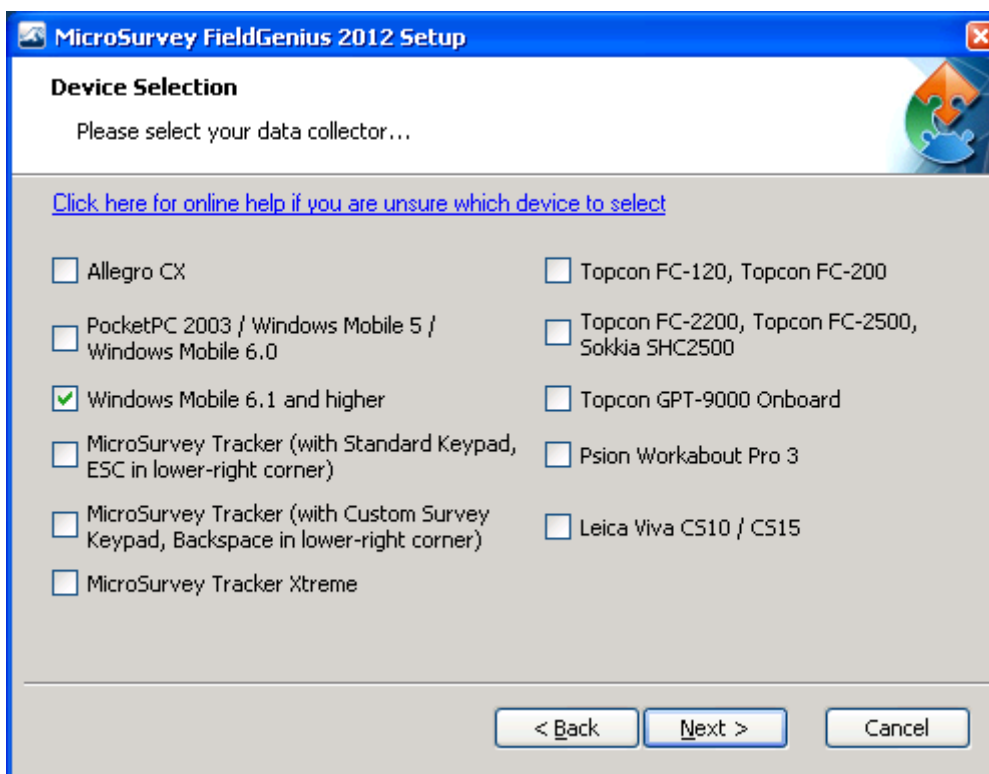 MicroSurvey FieldGenius 2012 Setup
Device Selection
Please select your data collector...
Click here for online help if you are unsure which device to select
Allegro CX
PocketPC 2003 / Windows Mobile 5 /
Windows Mobile 6.0
Windows Mobile 6.1 and higher
MicroSurvey Tracker (with Standard Keypad,
ESC in lower-right corner)
MicroSurvey Tracker (with Custom Survey
Keypad, Backspace in lower-right corner)
MicroSurvey Tracker Xtreme
Topcon FC-120, Topcon FC-200
Topcon FC-2200, Topcon FC-2500,
Sokkia SHC2500
Topcon GPT-9000 Onboard
Psion Workabout Pro 3
Leica Viva CS10 / CS15
< Back
Next >
Cancel